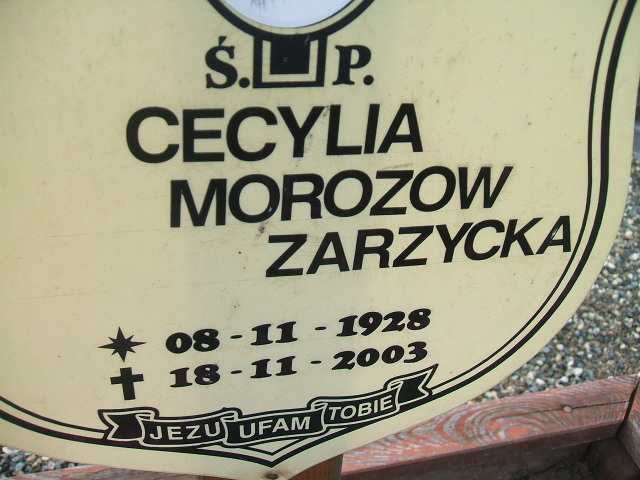 Ś. P.
CECYLIA
MOROZOW
ZARZYCKA
08-11-1928
18-11-2003
JEZU UFAM TOBIE